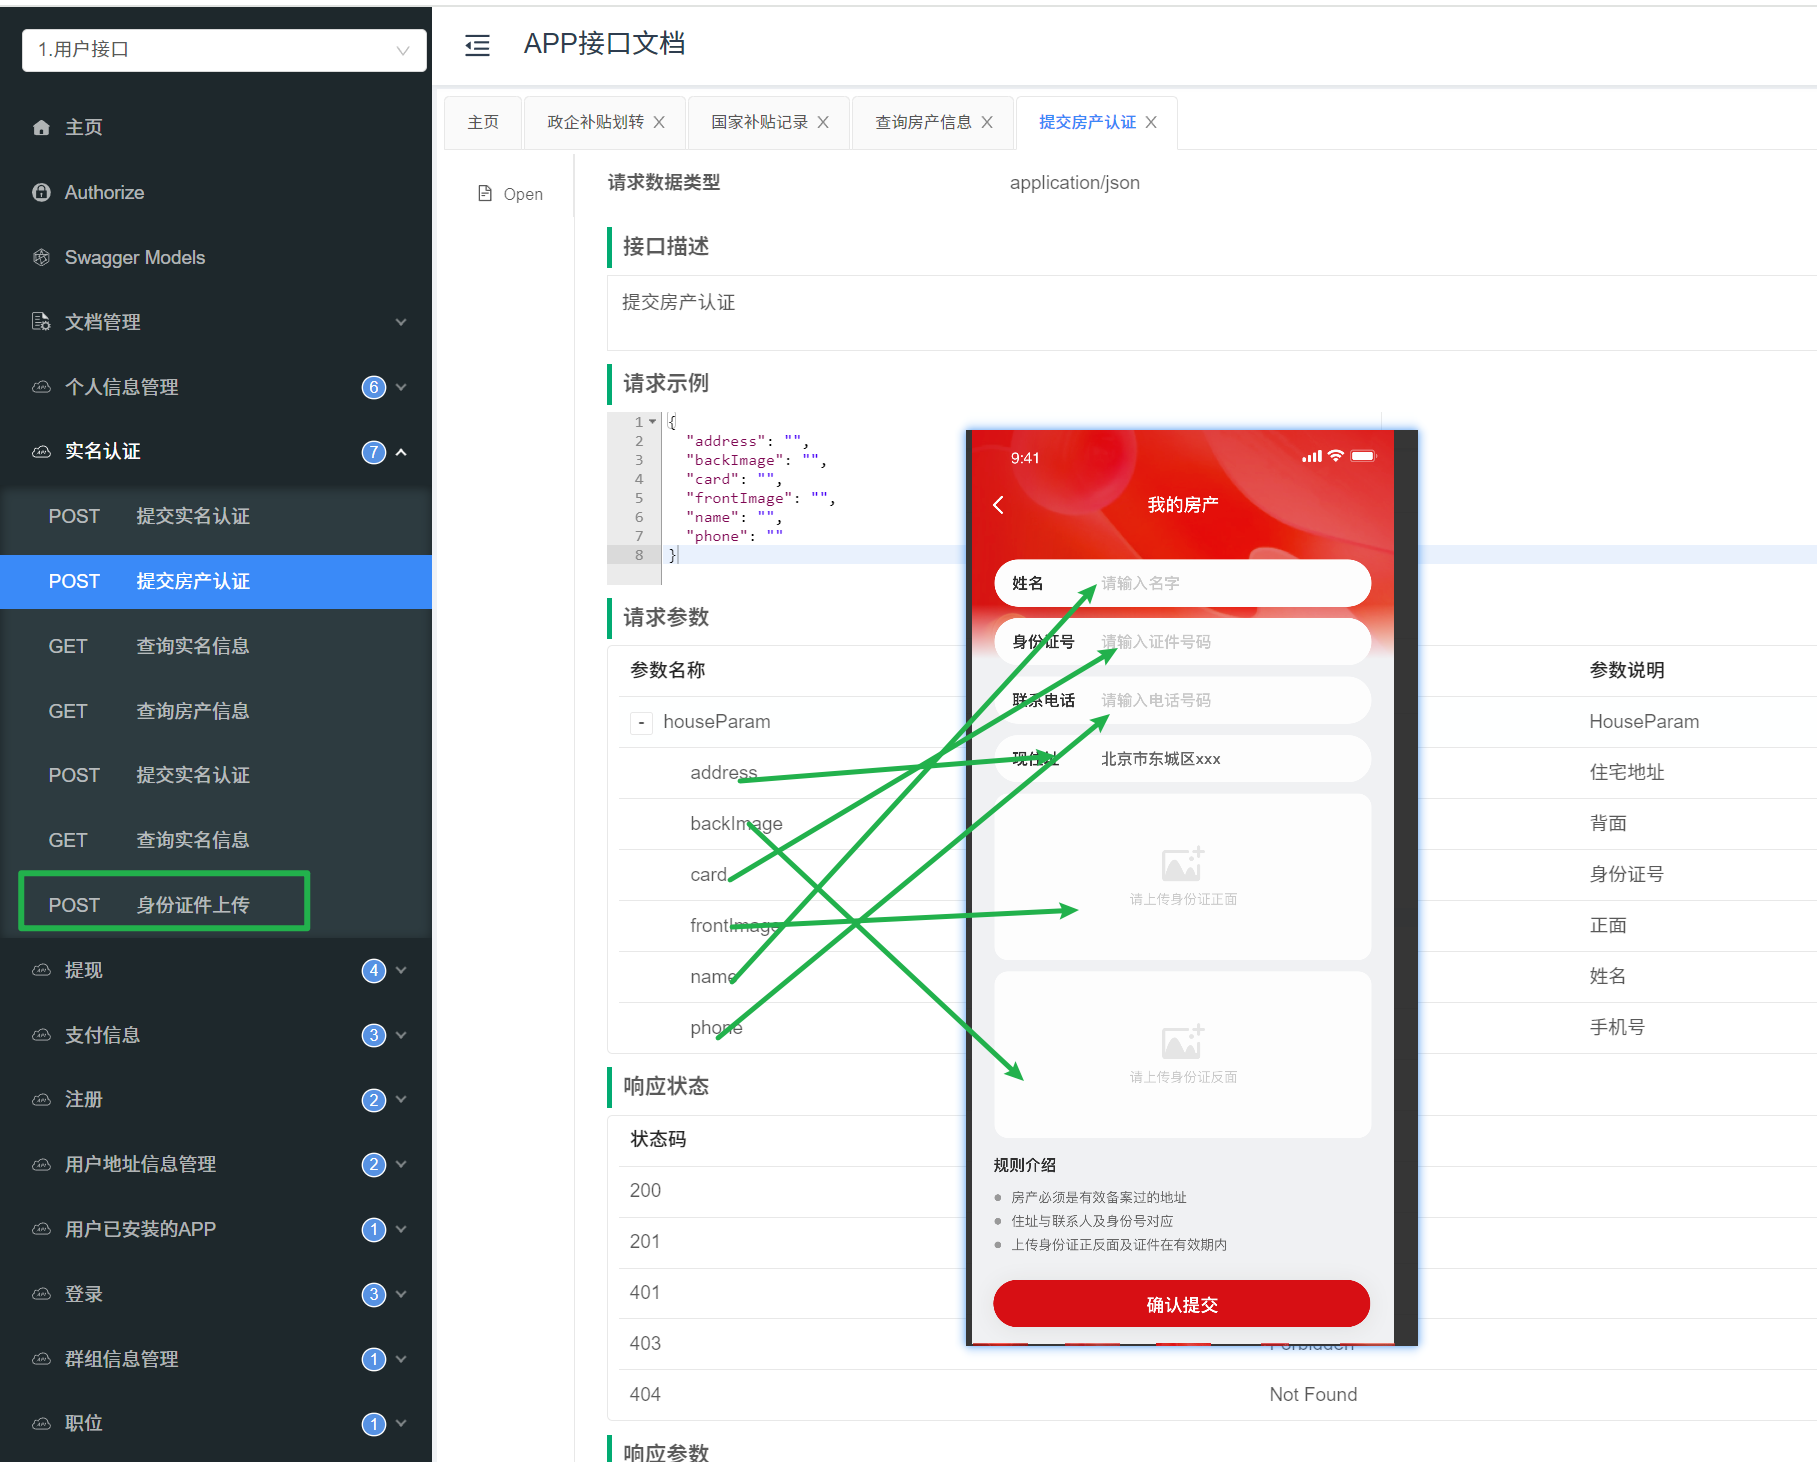 1.用户接口
主页
Authorize
Swagger Models
文档管理
个人信息管理 6
实名认证 7
POST 提交实名认证
POST 提交房产认证
GET 查询实名信息
GET 查询房产信息
POST 提交实名认证
GET 查询实名信息
POST 身份证件上传
提现 4
支付信息 3
注册 2
用户地址信息管理 2
用户已安装的APP 1
登录 3
群组信息管理 1
职位 1
APP接口文档
主页 政企补贴划转 国家补贴记录 查询房产信息 提交房产认证
Open
请求数据类型 application/json
接口描述
提交房产认证
请求示例
1 {
2 "address": "",
3 "backImage": "",
4 "card": "",
5 "frontImage": "",
6 "name": "",
7 "phone": ""
8 }
请求参数
参数名称 参数说明
- houseParam HouseParam
address 住宅地址
backImage 背面
card 身份证号
frontImage 正面
name 姓名
phone 手机号
响应状态
状态码
200
201
401
403 Forbidden
404 Not Found
响应参数
9:41
我的房产
姓名 请输入名字
身份证号 请输入证件号码
联系电话 请输入电话号码
现住址 北京市东城区xxx
请上传身份证正面
请上传身份证反面
规则介绍
房产必须是有效备案过的地址
住址与联系人及身份号对应
上传身份证正反面及证件在有效期内
确认提交